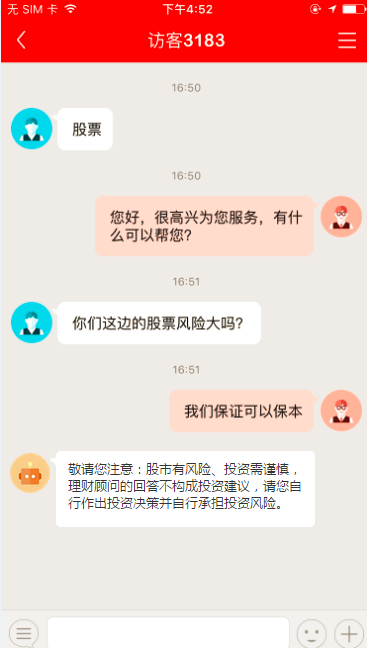 无 SIM 卡 下午4:52
访客3183
16:50
股票
16:50
您好，很高兴为您服务，有什
么可以帮您?
16:51
你们这边的股票风险大吗?
16:51
我们保证可以保本
敬请您注意：股市有风险、投资需谨慎，
理财顾问的回答不构成投资建议，请您自
行作出投资决策并自行承担投资风险。